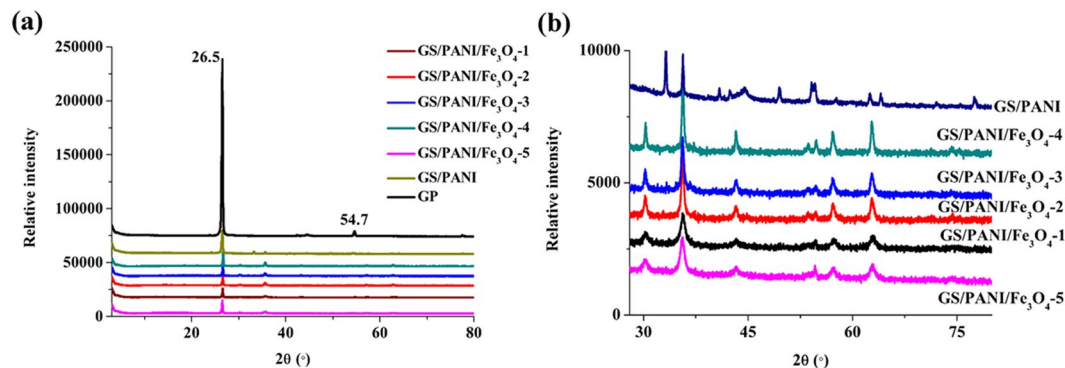 (a)
250000
200000
150000
100000
50000
0
Relative intensity
26.5
54.7
GS/PANI/Fe₃O₄-1
GS/PANI/Fe₃O₄-2
GS/PANI/Fe₃O₄-3
GS/PANI/Fe₃O₄-4
GS/PANI/Fe₃O₄-5
GS/PANI
GP
20 40 60 80
2θ (°)
(b)
10000
5000
0
Relative intensity
GS/PANI
GS/PANI/Fe₃O₄-4
GS/PANI/Fe₃O₄-3
GS/PANI/Fe₃O₄-2
GS/PANI/Fe₃O₄-1
GS/PANI/Fe₃O₄-5
30 45 60 75
2θ (°)